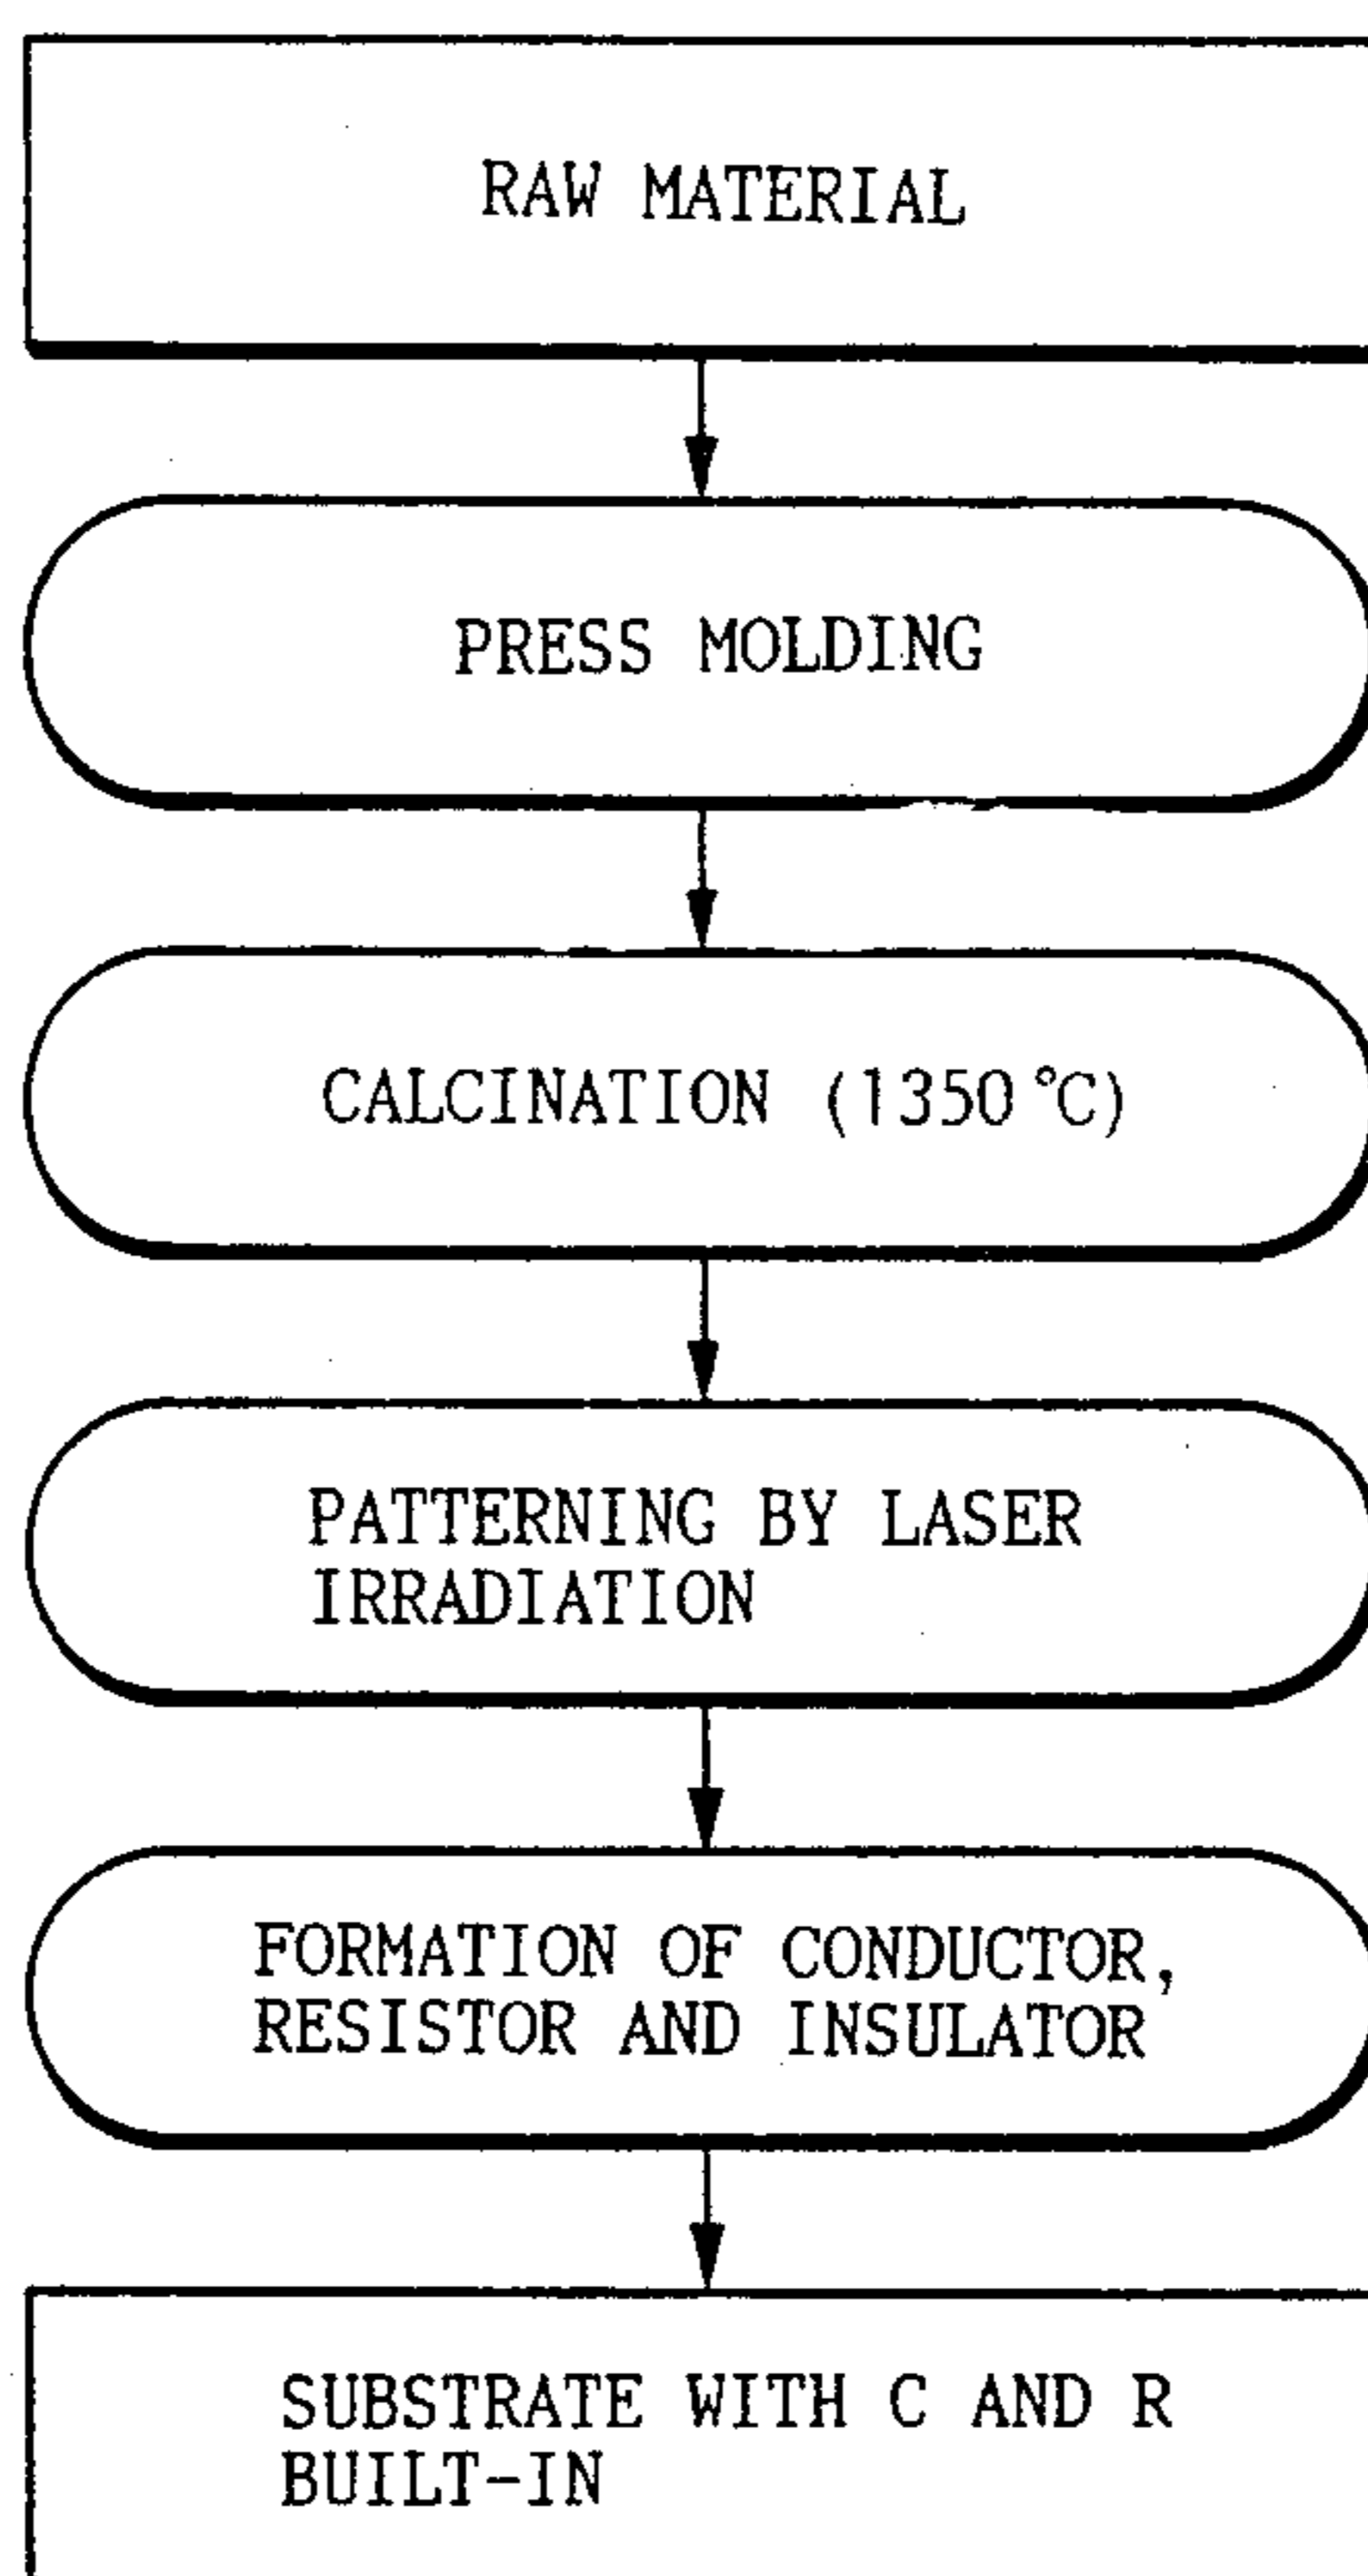 RAW MATERIAL
PRESS MOLDING
CALCINATION (1350°C)
PATTERNING BY LASER
IRRADIATION
FORMATION OF CONDUCTOR,
RESISTOR AND INSULATOR
SUBSTRATE WITH C AND R
BUILT-IN